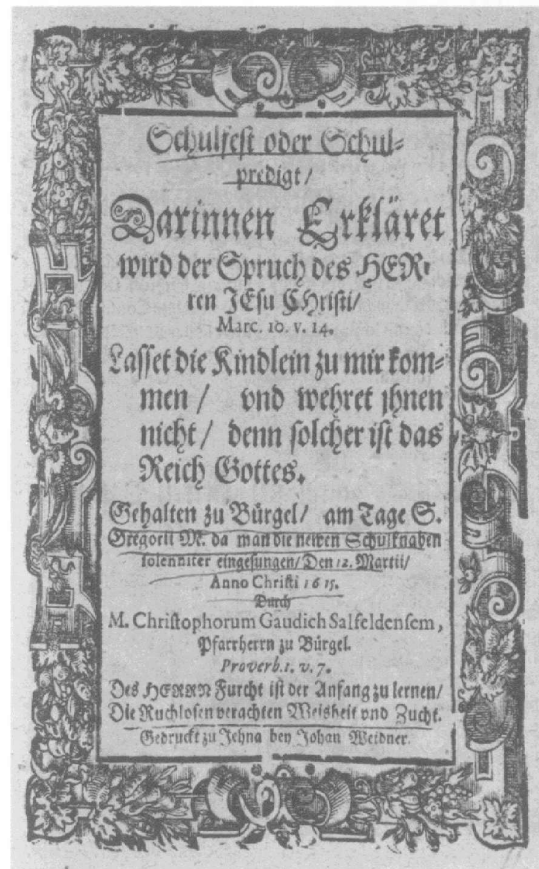 Schulfest oder Schul-
predigt/
Darinnen Erkläret
wird der Spruch des HER-
ren JEsu CHristi/
Marc. 10. v. 14.
Lasset die Kindlein zu mir kom-
men / vnd wehret jhnen
nicht / denn solcher ist das
Reich Gottes.
Gehalten zu Bürgel / am Tage S.
Gregorii M. da man die newen Schulknaben
solenniter eingesungen / Den 12. Martii /
Anno Christi 1615.
Durch
M. Christophorum Gaudich Salfeldensem,
Pfarrherrn zu Bürgel.
Proverb. 1. v. 7.
Des HERRN Furcht ist der Anfang zu lernen /
Die Ruchlosen verachten Weisheit vnd Zucht.
Gedruckt zu Jehna bey Johan Weidner.